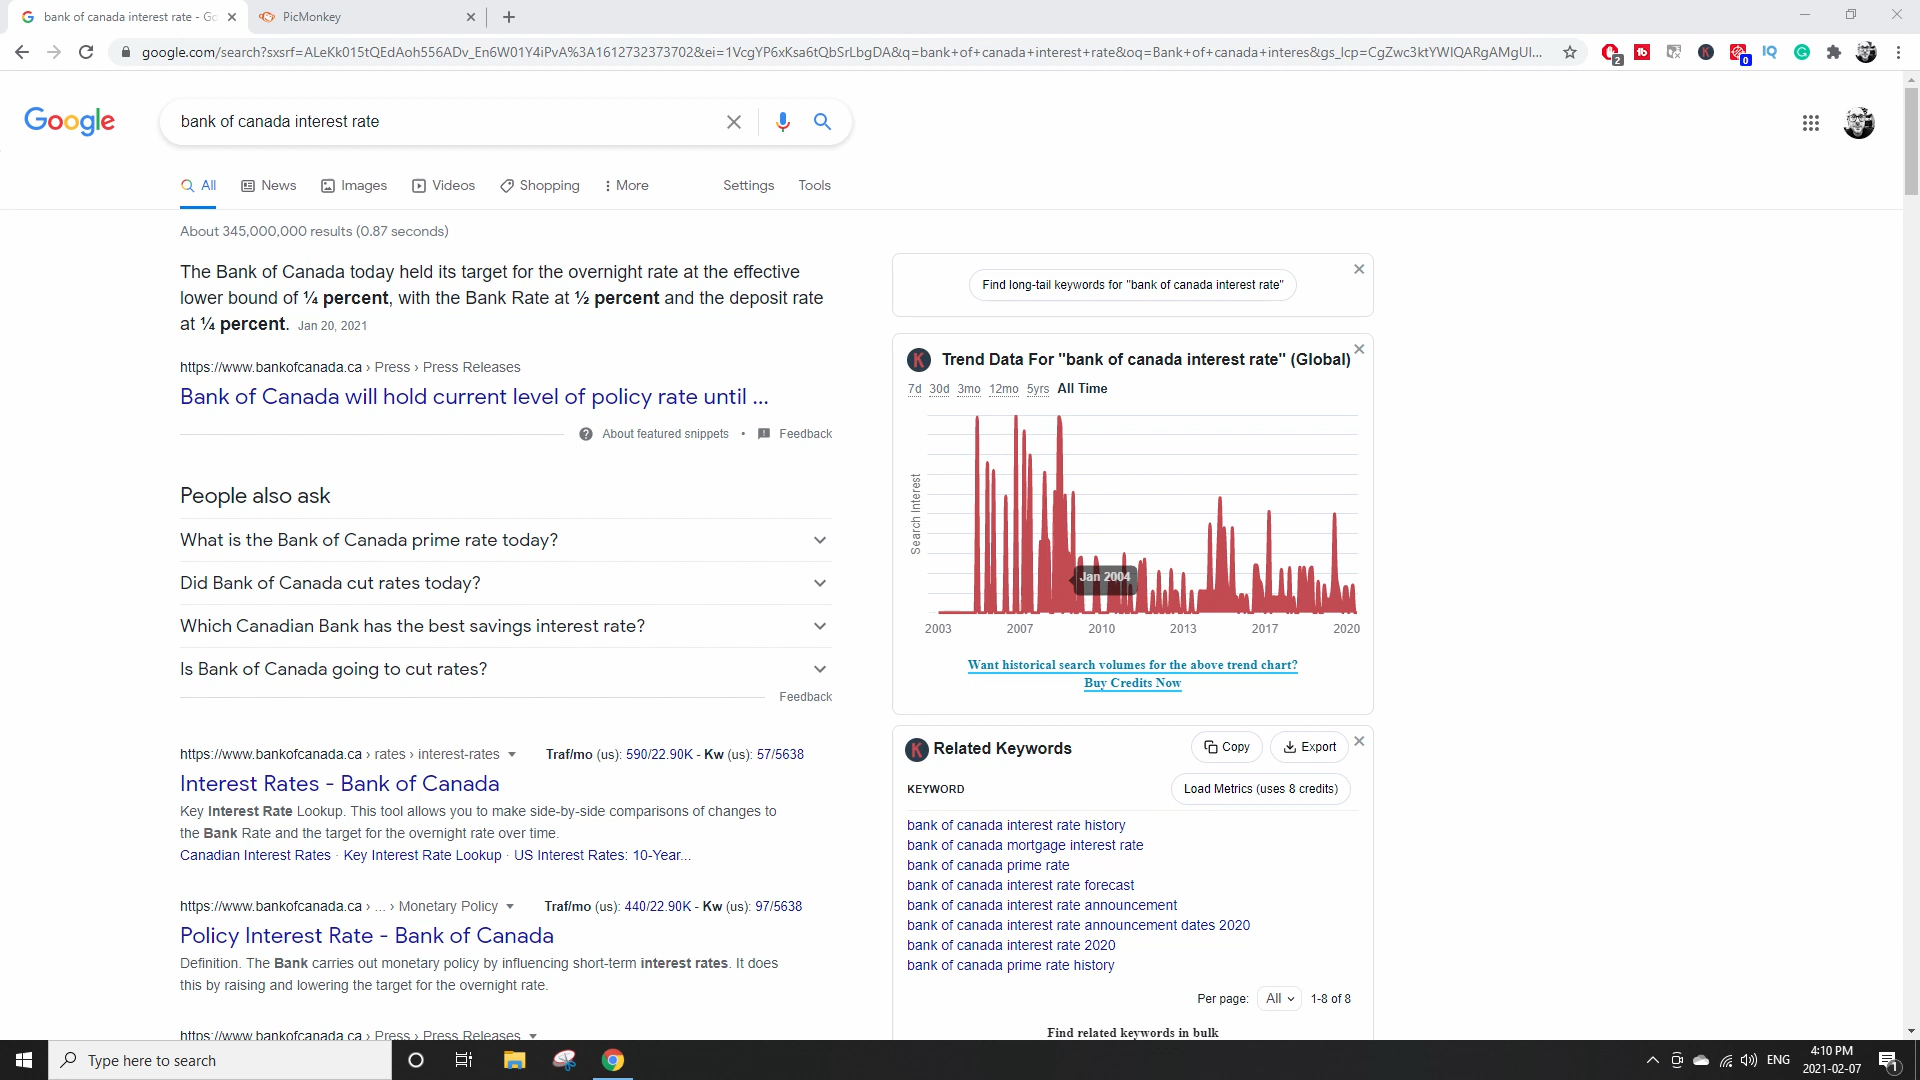 bank of canada interest rate - Go
PicMonkey
google.com/search?sxsrf=ALeKk015tQEdAoh556ADv_En6W01Y4iPvA%3A1612732373702&ei=1VcgYP6xKsa6tQbSrLbgDA&q=bank+of+canada+interest+rate&oq=Bank+of+canada+interes&gs_lcp=CgZwc3ktYWIQARgAMgUI...
2
tb
K
0
IQ
G
Google
bank of canada interest rate
All
News
Images
Videos
Shopping
More
Settings
Tools
About 345,000,000 results (0.87 seconds)
The Bank of Canada today held its target for the overnight rate at the effective
lower bound of ¼ percent, with the Bank Rate at ½ percent and the deposit rate
at ¼ percent. Jan 20, 2021
https://www.bankofcanada.ca › Press › Press Releases
Bank of Canada will hold current level of policy rate until ...
About featured snippets • Feedback
People also ask
What is the Bank of Canada prime rate today?
Did Bank of Canada cut rates today?
Which Canadian Bank has the best savings interest rate?
Is Bank of Canada going to cut rates?
Feedback
https://www.bankofcanada.ca › rates › interest-rates Traf/mo (us): 590/22.90K - Kw (us): 57/5638
Interest Rates - Bank of Canada
Key Interest Rate Lookup. This tool allows you to make side-by-side comparisons of changes to
the Bank Rate and the target for the overnight rate over time.
Canadian Interest Rates · Key Interest Rate Lookup · US Interest Rates: 10-Year...
https://www.bankofcanada.ca › ... › Monetary Policy Traf/mo (us): 440/22.90K - Kw (us): 97/5638
Policy Interest Rate - Bank of Canada
Definition. The Bank carries out monetary policy by influencing short-term interest rates. It does
this by raising and lowering the target for the overnight rate.
https://www.bankofcanada.ca › Press › Press Releases
Find long-tail keywords for "bank of canada interest rate"
K
Trend Data For "bank of canada interest rate" (Global)
7d 30d 3mo 12mo 5yrs All Time
Search Interest
Jan 2004
2003 2007 2010 2013 2017 2020
Want historical search volumes for the above trend chart?
Buy Credits Now
K
Related Keywords
Copy
Export
KEYWORD
Load Metrics (uses 8 credits)
bank of canada interest rate history
bank of canada mortgage interest rate
bank of canada prime rate
bank of canada interest rate forecast
bank of canada interest rate announcement
bank of canada interest rate announcement dates 2020
bank of canada interest rate 2020
bank of canada prime rate history
Per page: All 1-8 of 8
Find related keywords in bulk
Type here to search
ENG
4:10 PM
2021-02-07
1